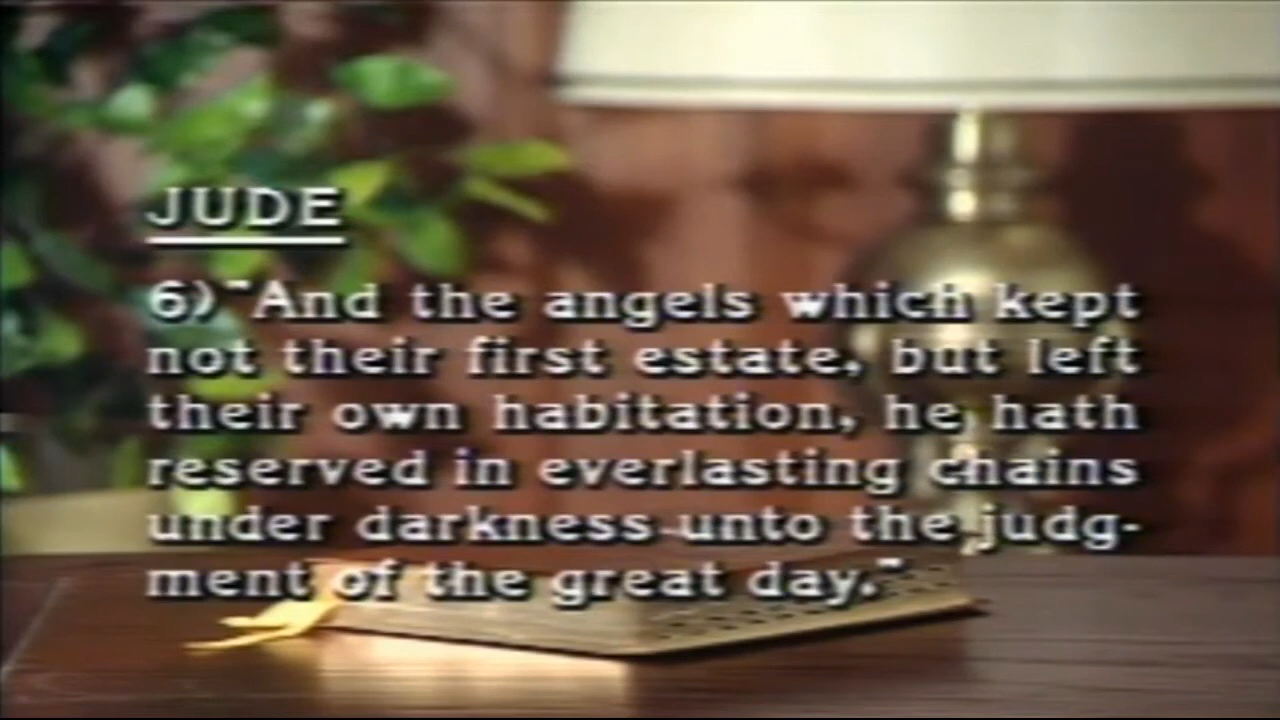 JUDE
6) "And the angels which kept
not their first estate, but left
their own habitation, he hath
reserved in everlasting chains
under darkness unto the judg-
ment of the great day."